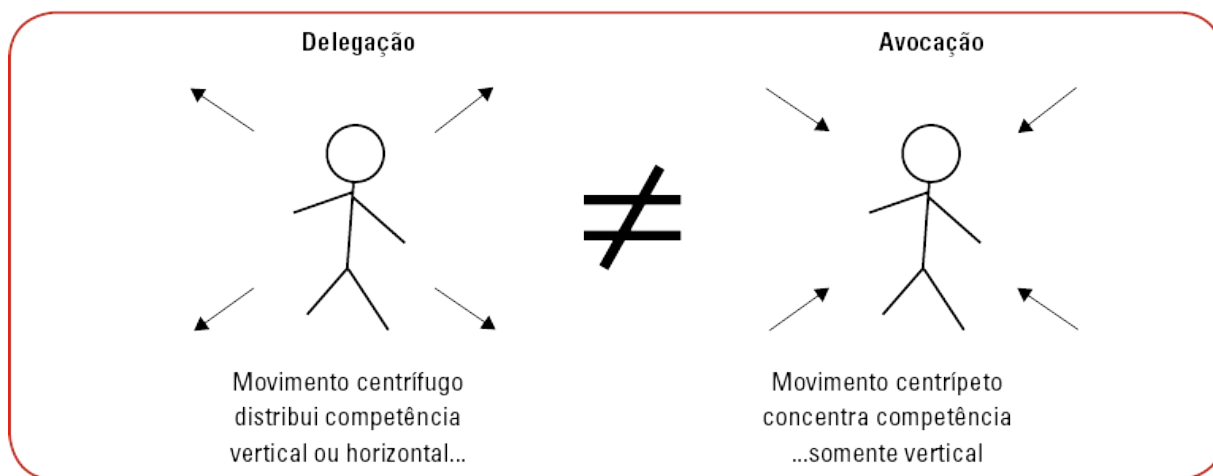 Delegação
Avocação
≠
Movimento centrífugo
distribui competência
vertical ou horizontal...
Movimento centrípeto
concentra competência
...somente vertical